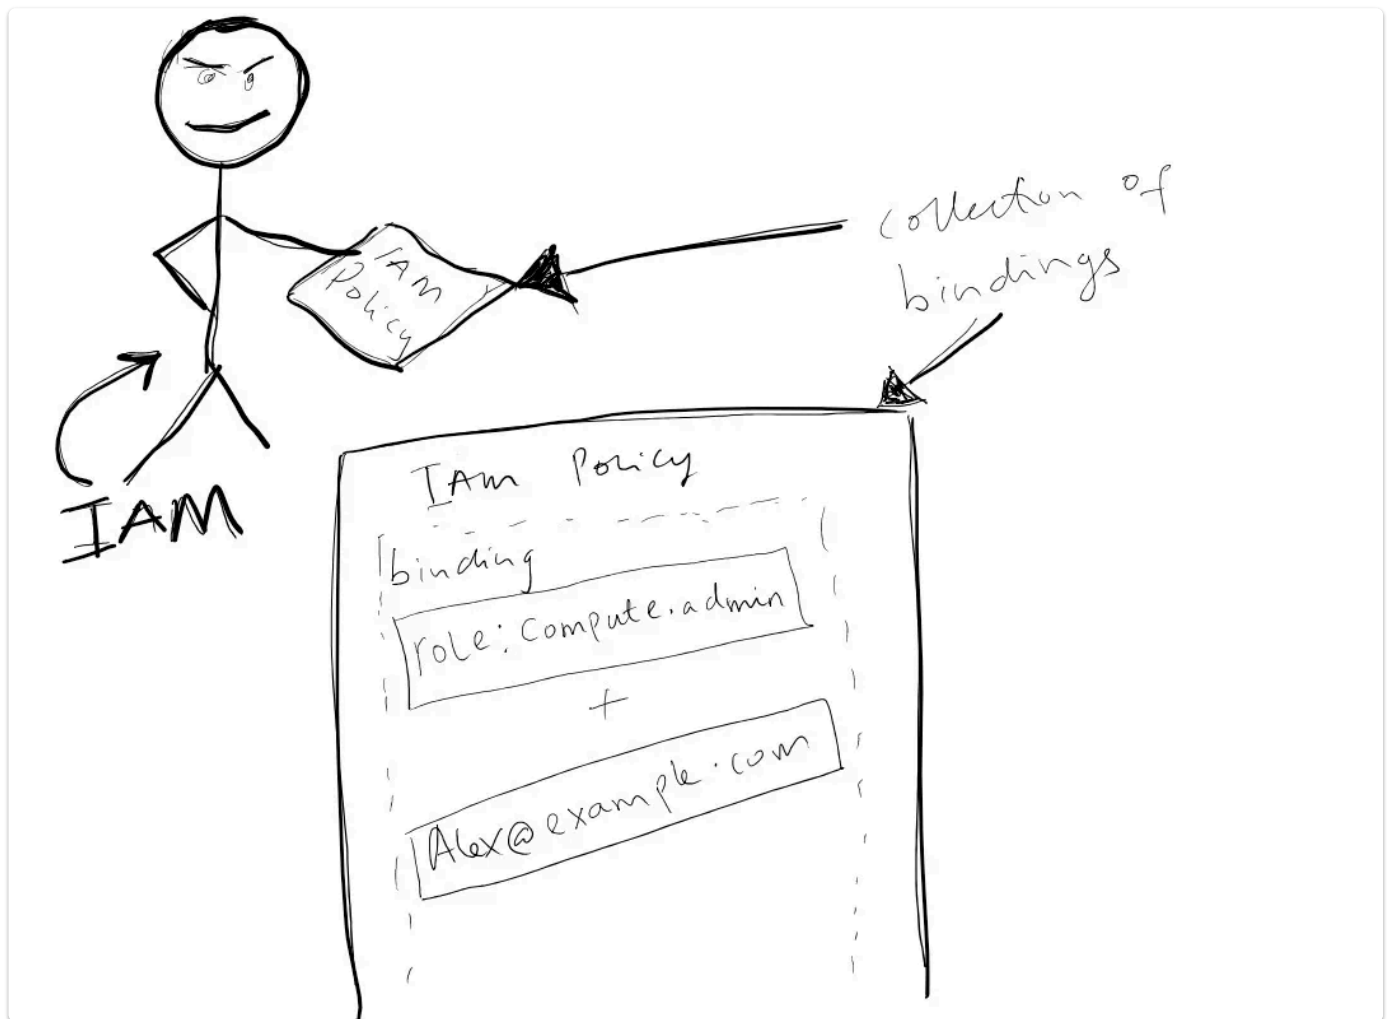 IAM
Policy
collection of
bindings
IAM
IAM Policy
binding
role: compute.admin
+
Alex@example.com